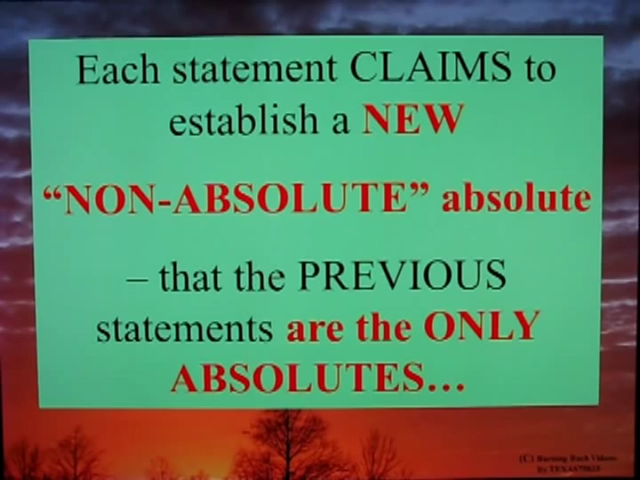 Each statement CLAIMS to
establish a NEW
“NON-ABSOLUTE” absolute
– that the PREVIOUS
statements are the ONLY
ABSOLUTES…
(C) Burning Bush Videos
by